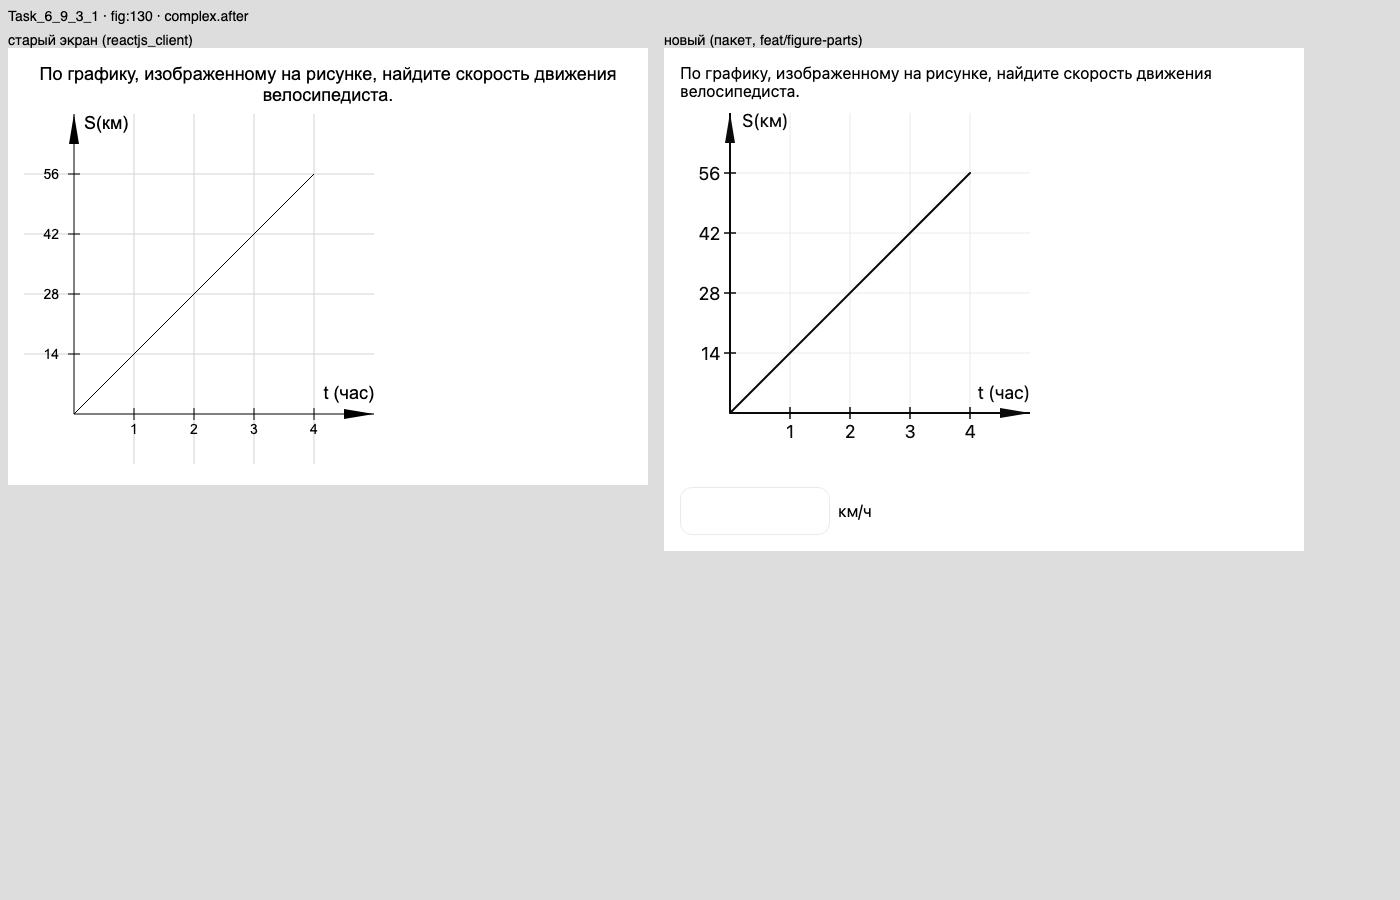 Task_6_9_3_1 · fig:130 · complex.after
старый экран (reactjs_client)
По графику, изображенному на рисунке, найдите скорость движения
велосипедиста.
S(км)
56
42
28
14
t (час)
1 2 3 4
новый (пакет, feat/figure-parts)
По графику, изображенному на рисунке, найдите скорость движения
велосипедиста.
S(км)
56
42
28
14
t (час)
1 2 3 4
км/ч